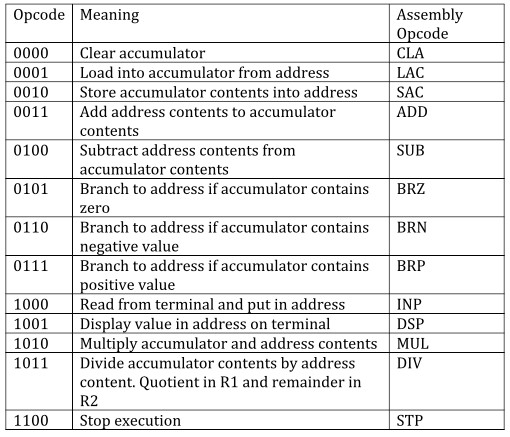 Opcode Meaning Assembly
Opcode
0000 Clear accumulator CLA
0001 Load into accumulator from address LAC
0010 Store accumulator contents into address SAC
0011 Add address contents to accumulator ADD
contents
0100 Subtract address contents from SUB
accumulator contents
0101 Branch to address if accumulator contains BRZ
zero
0110 Branch to address if accumulator contains BRN
negative value
0111 Branch to address if accumulator contains BRP
positive value
1000 Read from terminal and put in address INP
1001 Display value in address on terminal DSP
1010 Multiply accumulator and address contents MUL
1011 Divide accumulator contents by address DIV
content. Quotient in R1 and remainder in
R2
1100 Stop execution STP